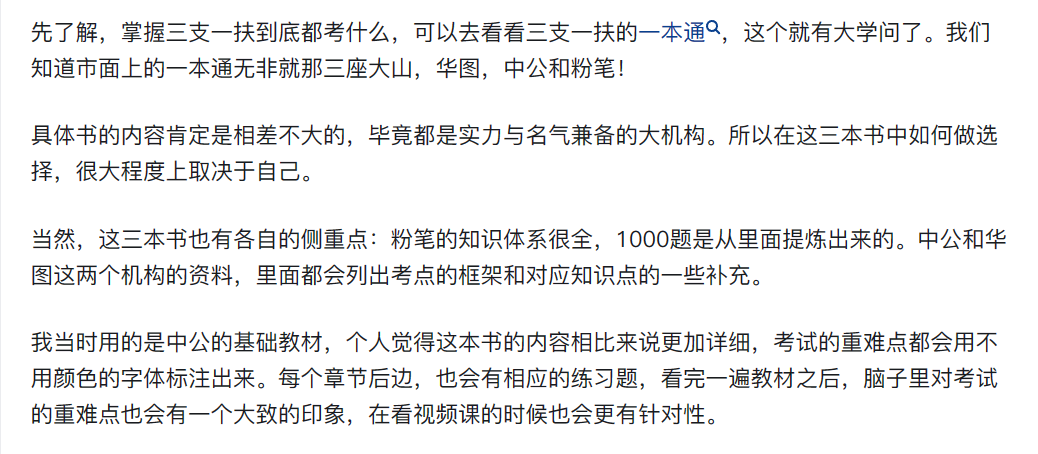 先了解，掌握三支一扶到底都考什么，可以去看看三支一扶的一本通，这个就有大学问了。我们
知道市面上的一本通无非就那三座大山，华图，中公和粉笔！
具体书的内容肯定是相差不大的，毕竟都是实力与名气兼备的大机构。所以在这三本书中如何做选
择，很大程度上取决于自己。
当然，这三本书也有各自的侧重点：粉笔的知识体系很全，1000题是从里面提炼出来的。中公和华
图这两个机构的资料，里面都会列出考点的框架和对应知识点的一些补充。
我当时用的是中公的基础教材，个人觉得这本书的内容相比来说更加详细，考试的重难点都会用不
用颜色的字体标注出来。每个章节后边，也会有相应的练习题，看完一遍教材之后，脑子里对考试
的重难点也会有一个大致的印象，在看视频课的时候也会更有针对性。